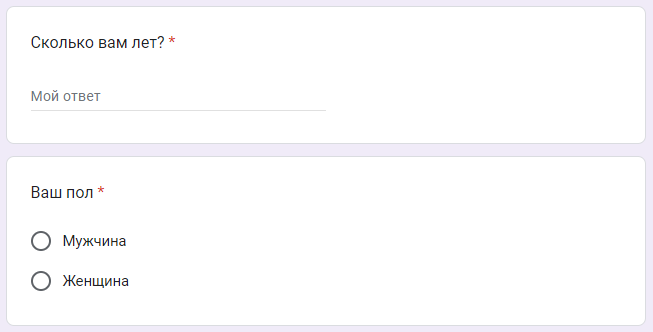 Сколько вам лет? *
Мой ответ
Ваш пол *
Мужчина
Женщина